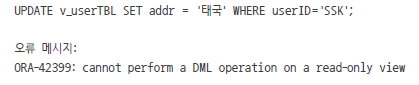 UPDATE v_userTBL SET addr = '태국' WHERE userID='SSK';
오류 메시지:
ORA-42399: cannot perform a DML operation on a read-only view